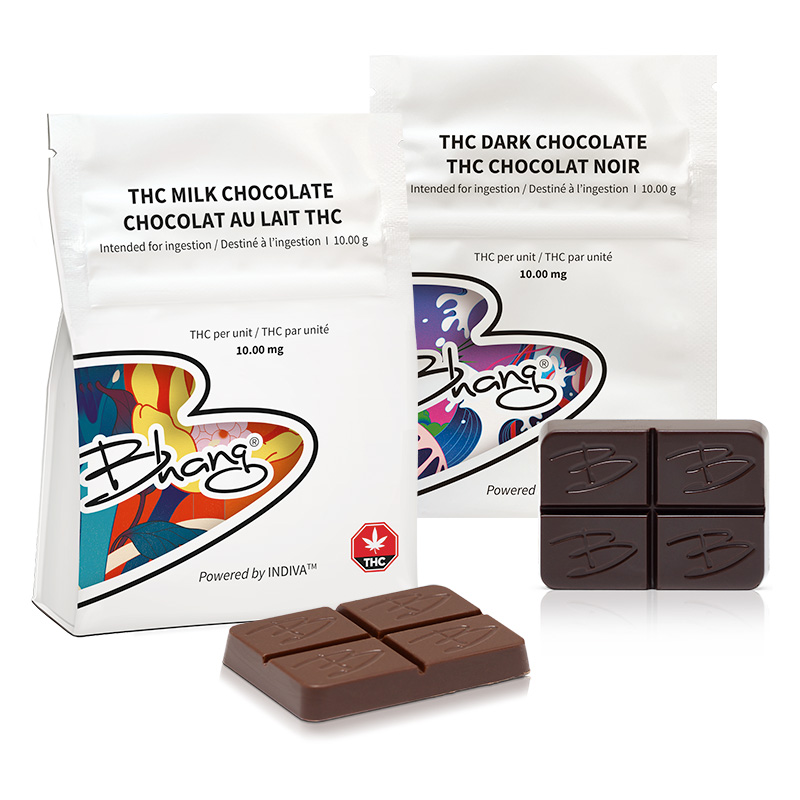 THC MILK CHOCOLATE
CHOCOLAT AU LAIT THC
Intended for ingestion / Destiné à l'ingestion I 10.00 g
THC per unit / THC par unité
10.00 mg
Bhang®
Powered by INDIVA™
THC
THC DARK CHOCOLATE
THC CHOCOLAT NOIR
Intended for ingestion / Destiné à l'ingestion I 10.00 g
THC per unit / THC par unité
10.00 mg
Bhang®
Powered
B B
B B
B B
B B